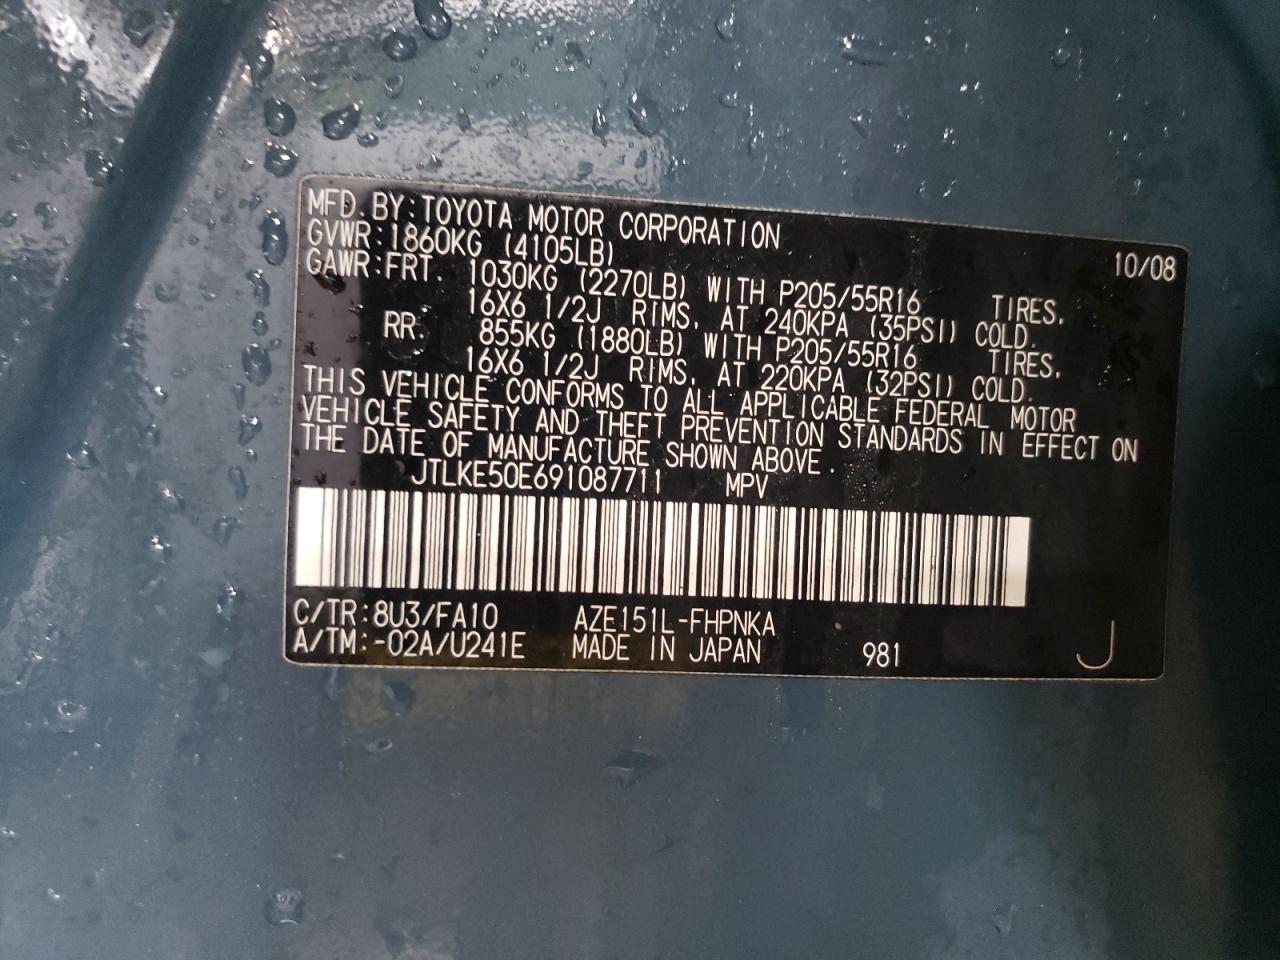 MFD. BY: TOYOTA MOTOR CORPORATION 10/08
GVWR: 1860KG (4105LB)
GAWR: FRT. 1030KG (2270LB) WITH P205/55R16 TIRES,
16X6 1/2J RIMS, AT 240KPA (35PSI) COLD.
RR. 855KG (1880LB) WITH P205/55R16 TIRES,
16X6 1/2J RIMS, AT 220KPA (32PSI) COLD.
THIS VEHICLE CONFORMS TO ALL APPLICABLE FEDERAL MOTOR
VEHICLE SAFETY AND THEFT PREVENTION STANDARDS IN EFFECT ON
THE DATE OF MANUFACTURE SHOWN ABOVE.
JTLKE50E691087711 MPV
C/TR: 8U3/FA10 AZE151L-FHPNKA
A/TM: -02A/U241E MADE IN JAPAN 981 J